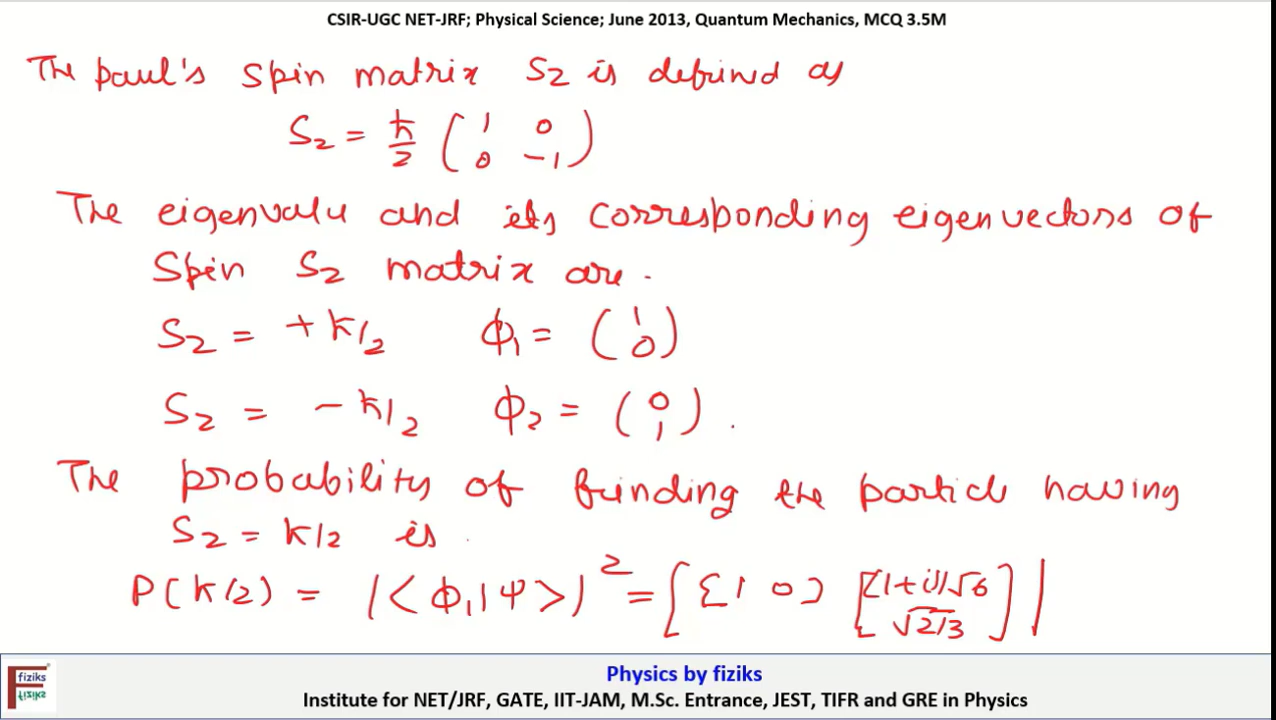 CSIR-UGC NET-JRF; Physical Science; June 2013, Quantum Mechanics, MCQ 3.5M
The paul's spin matrix Sz is defined as
Sz = ħ/2 ( 1 0
0 -1 )
The eigenvalu and its corresponding eigenvectors of
Spin Sz matrix are.
Sz = +ħ/2 ϕ1 = ( 1
0 )
Sz = -ħ/2 ϕ2 = ( 0
1 ) .
The probability of finding the particle having
Sz = ħ/2 is
P(ħ/2) = |<ϕ1|ψ>|² = [ [1 0) [ (1+i)/√6
√2/3 ] |
fiziks
fiziks
Physics by fiziks
Institute for NET/JRF, GATE, IIT-JAM, M.Sc. Entrance, JEST, TIFR and GRE in Physics